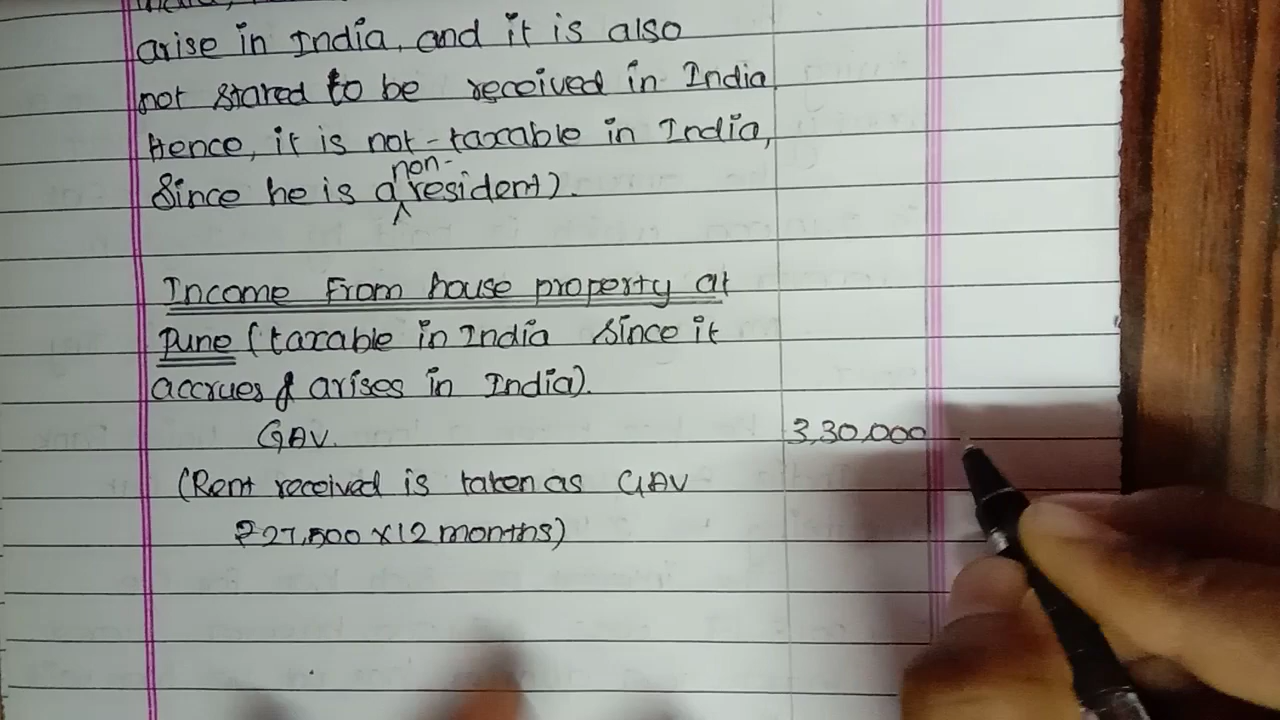 arise in India, and it is also
not stared to be received in India
Hence, it is not-taxable in India,
Since he is a non-resident).
Income From house property at
Pune (taxable in India since it
accrues & arises in India).
GAV. 3,30,000
(Rent received is taken as GAV
₹27,500 × 12 months)